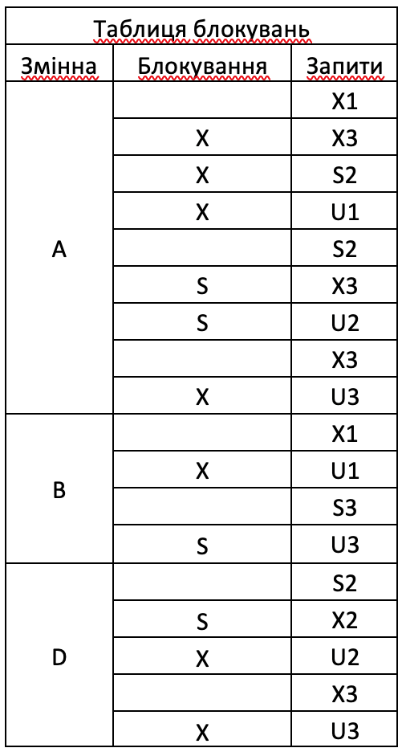 Таблиця блокувань
Змінна Блокування Запити
X1
X X3
X S2
X U1
A S2
S X3
S U2
X3
X U3
X1
X U1
B S3
S U3
S2
S X2
D X U2
X3
X U3